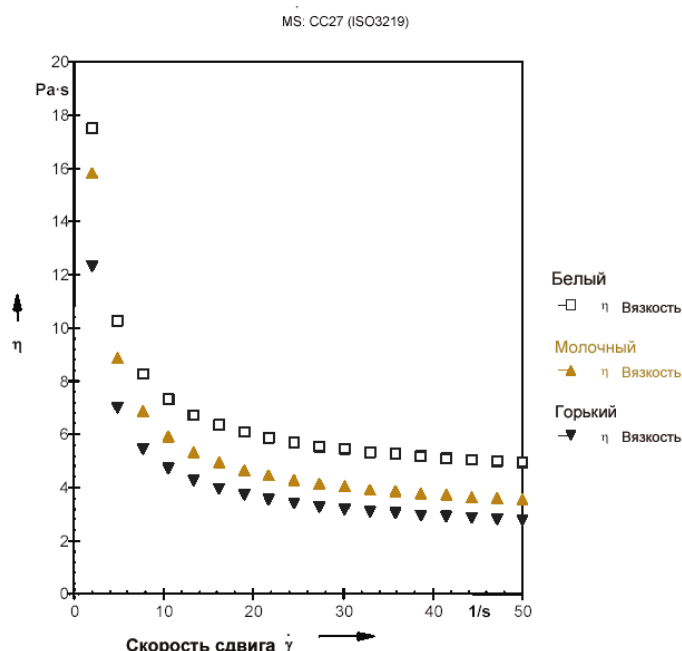 MS: CC27 (ISO3219)
20
Pa·s
18
16
14
12
10
η
8
6
4
2
0
0 10 20 30 40 1/s 50
Скорость сдвига γ̇
Белый
η Вязкость
Молочный
η Вязкость
Горький
η Вязкость